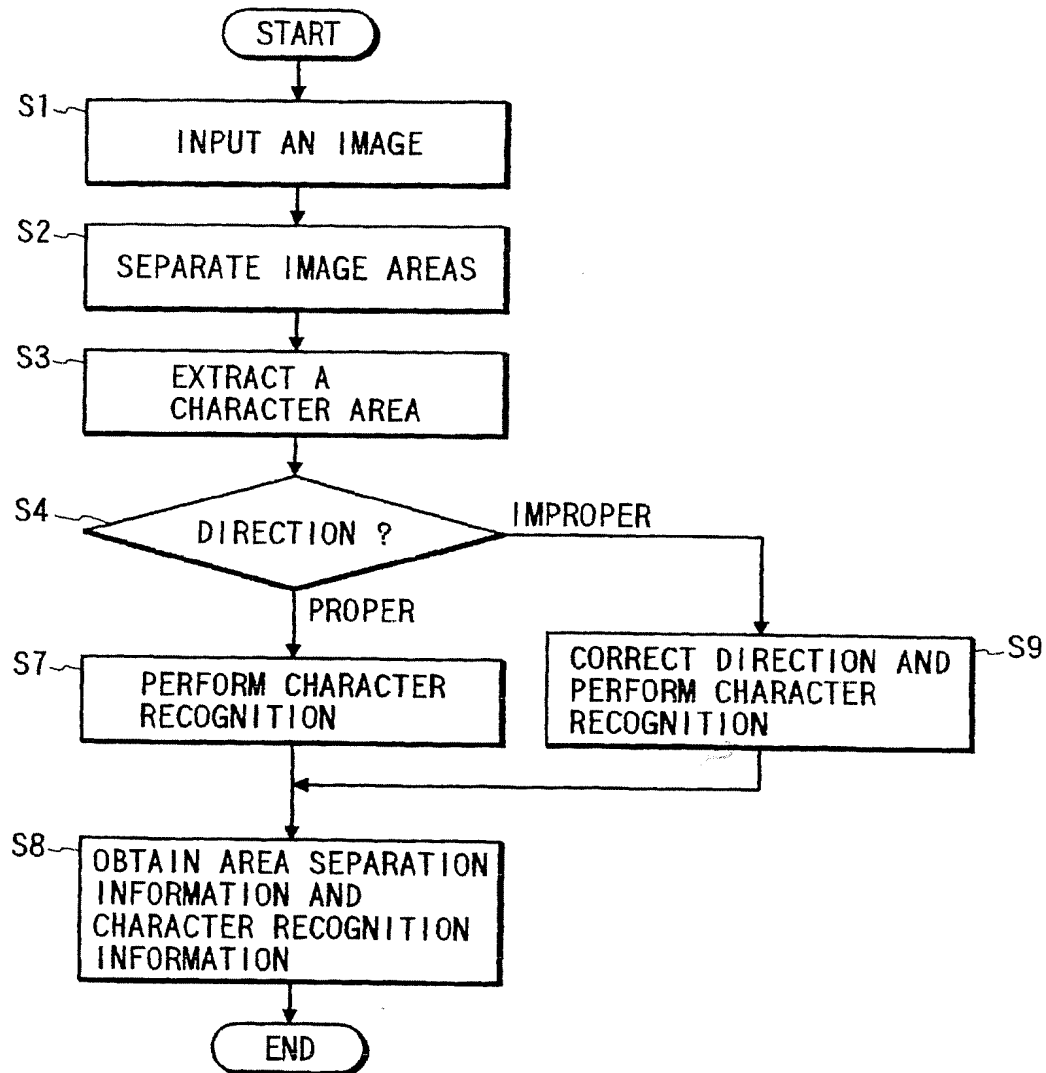 START
S1
INPUT AN IMAGE
S2
SEPARATE IMAGE AREAS
S3
EXTRACT A
CHARACTER AREA
S4
DIRECTION ?
IMPROPER
PROPER
S7
PERFORM CHARACTER
RECOGNITION
CORRECT DIRECTION AND
PERFORM CHARACTER
RECOGNITION
S9
S8
OBTAIN AREA SEPARATION
INFORMATION AND
CHARACTER RECOGNITION
INFORMATION
END